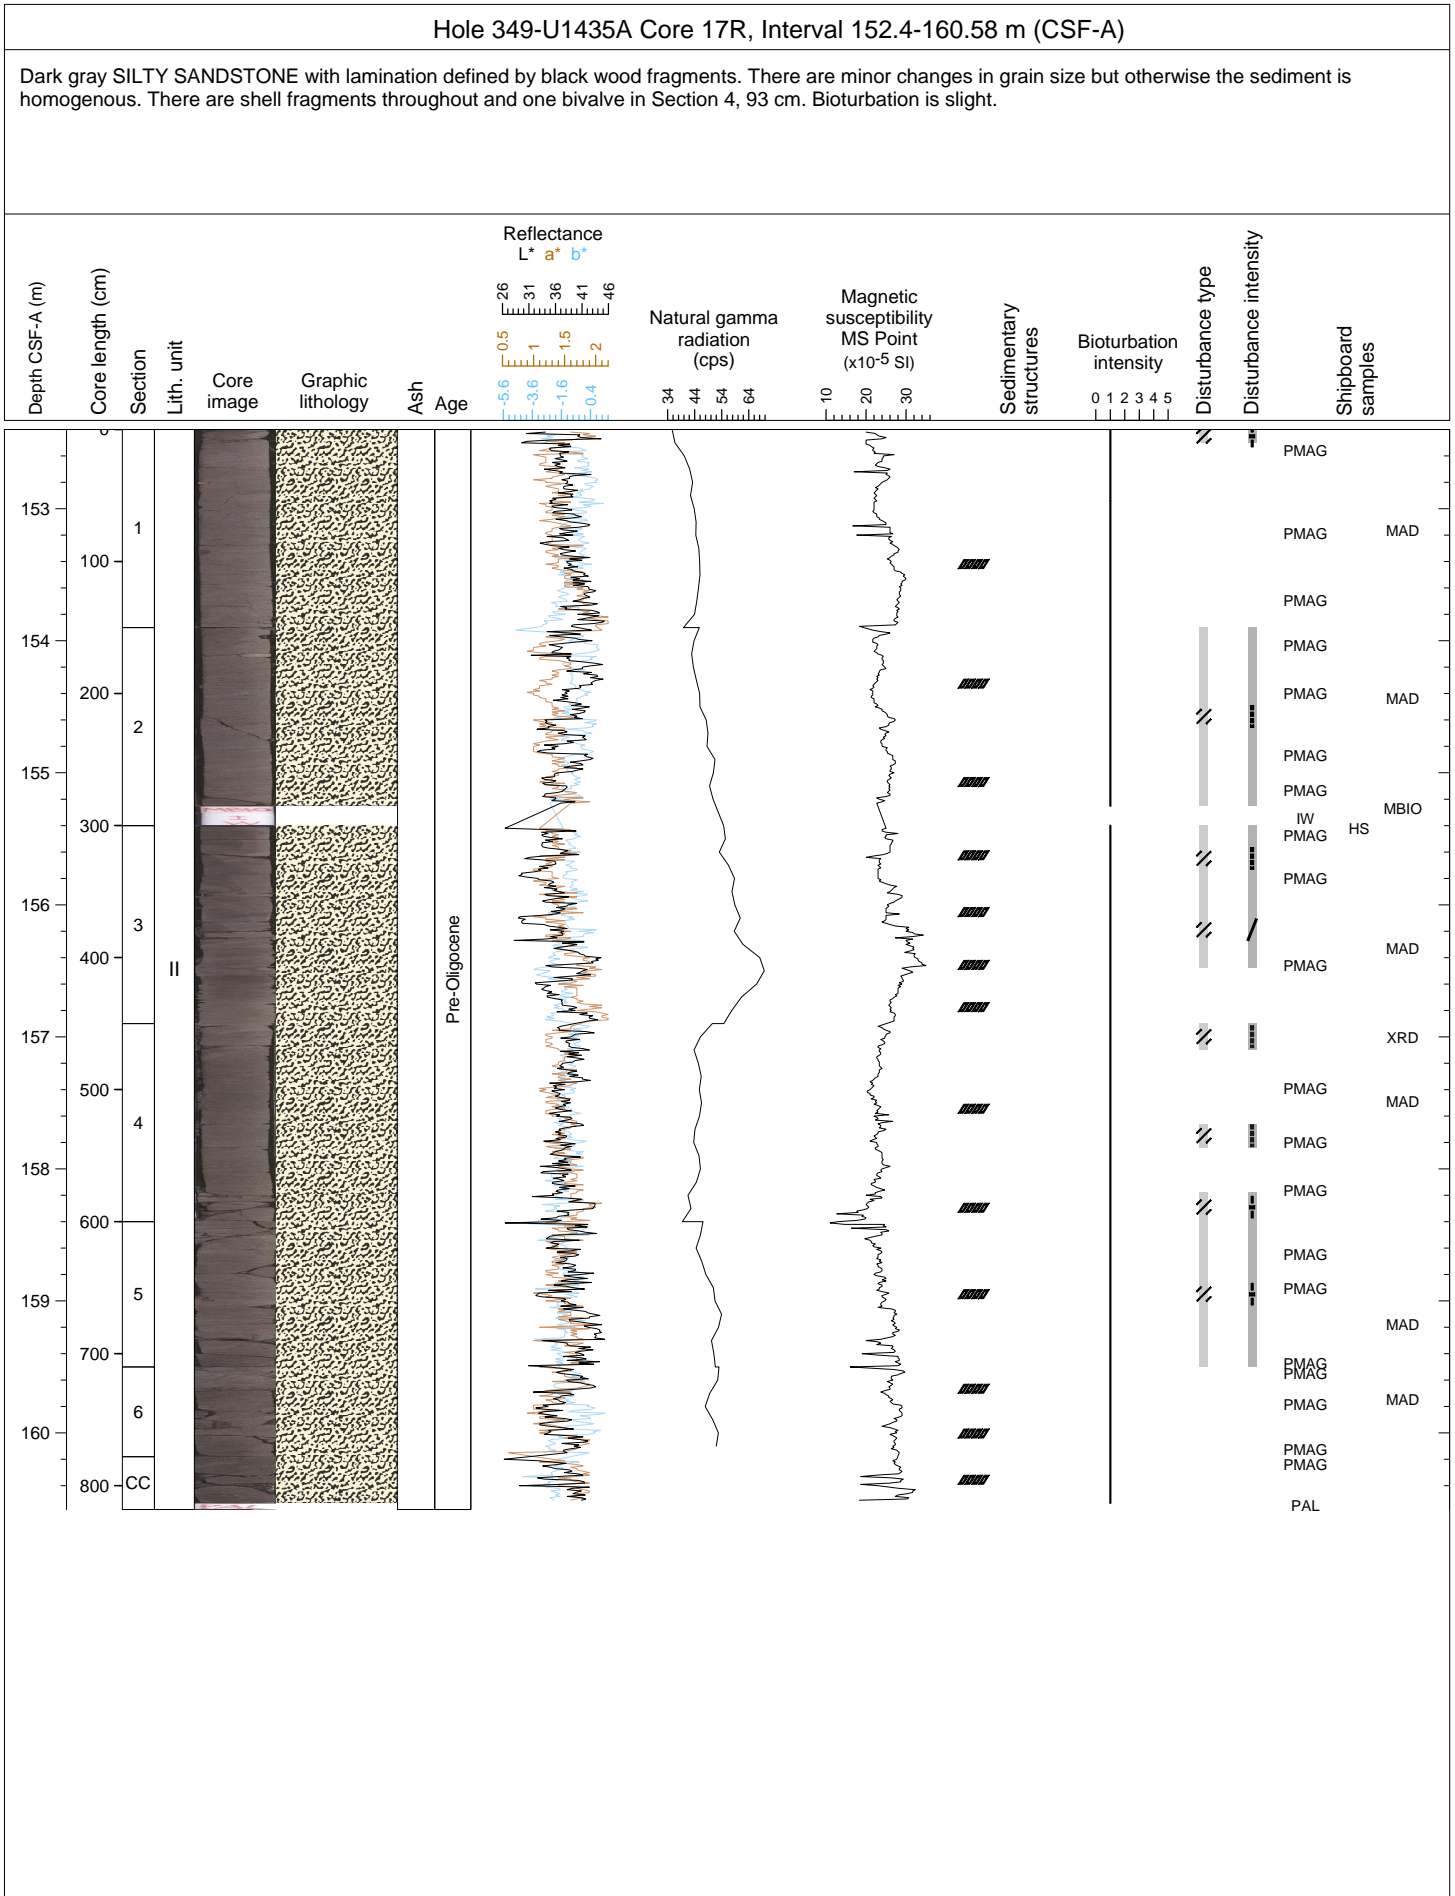 Hole 349-U1435A Core 17R, Interval 152.4-160.58 m (CSF-A)
Dark gray SILTY SANDSTONE with lamination defined by black wood fragments. There are minor changes in grain size but otherwise the sediment is
homogenous. There are shell fragments throughout and one bivalve in Section 4, 93 cm. Bioturbation is slight.
Depth CSF-A (m)
Core length (cm)
Section
Lith. unit
Core
image
Graphic
lithology
Ash
Age
Reflectance
L* a* b*
26 31 36 41 46
0.5 1 1.5 2
-5.6 -3.6 -1.6 0.4
Natural gamma
radiation
(cps)
34 44 54 64
Magnetic
susceptibility
MS Point
(x10-5 SI)
10 20 30
Sedimentary
structures
Bioturbation
intensity
0 1 2 3 4 5
Disturbance type
Disturbance intensity
Shipboard
samples
0
PMAG
153
1
PMAG MAD
100
PMAG
154
PMAG
200
PMAG MAD
2
PMAG
155
PMAG
MBIO
IW
300
HS
PMAG
PMAG
156
3
Pre-Oligocene
MAD
400
II
PMAG
157
XRD
500
PMAG
MAD
4
PMAG
158
PMAG
600
PMAG
5
PMAG
159
MAD
700
PMAG
PMAG
6
PMAG MAD
160
PMAG
PMAG
800
CC
PAL